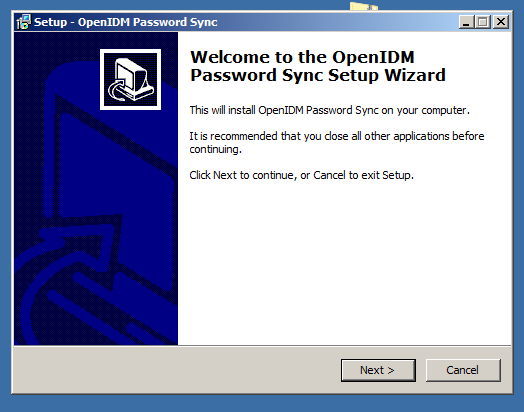 Setup - OpenIDM Password Sync
Welcome to the OpenIDM
Password Sync Setup Wizard
This will install OpenIDM Password Sync on your computer.
It is recommended that you close all other applications before
continuing.
Click Next to continue, or Cancel to exit Setup.
Next >
Cancel